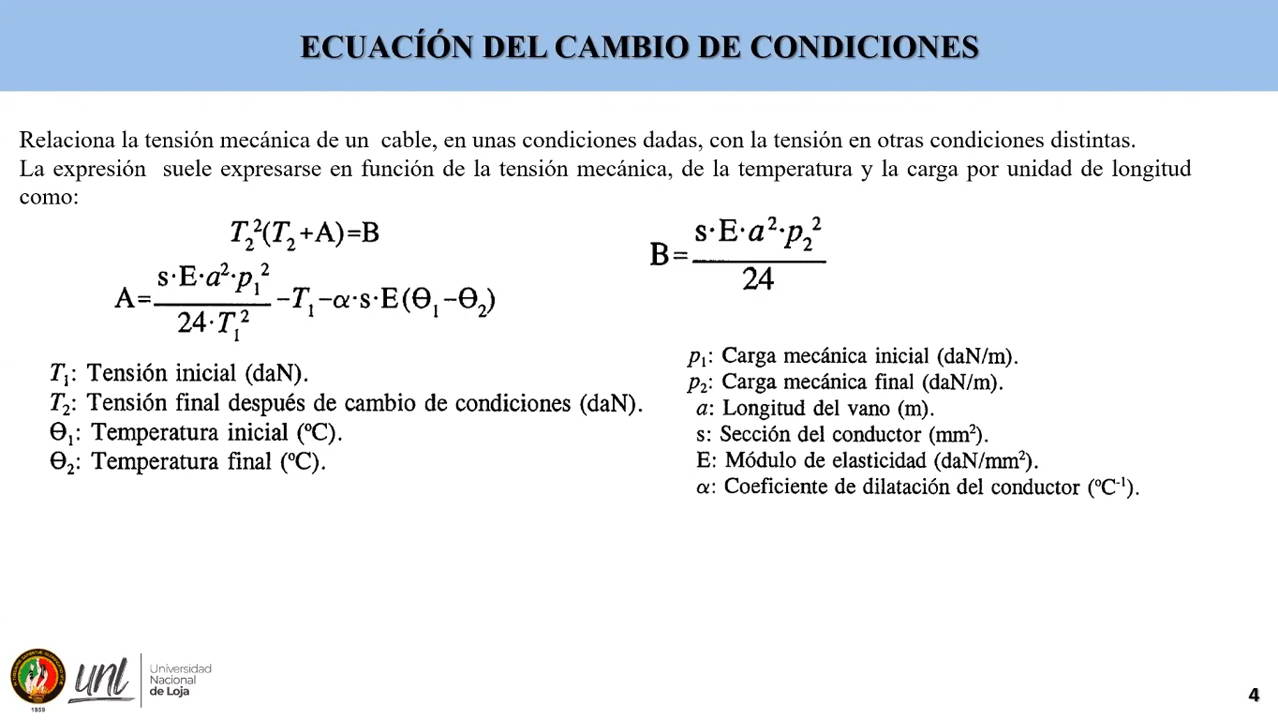 ECUACÍÓN DEL CAMBIO DE CONDICIONES
Relaciona la tensión mecánica de un cable, en unas condiciones dadas, con la tensión en otras condiciones distintas.
La expresión suele expresarse en función de la tensión mecánica, de la temperatura y la carga por unidad de longitud
como:
T₂²(T₂+A)=B
A=s·E·a²·p₁²/24·T₁² −T₁−α·s·E(Θ₁−Θ₂)
B=s·E·a²·p₂²/24
T₁: Tensión inicial (daN).
T₂: Tensión final después de cambio de condiciones (daN).
Θ₁: Temperatura inicial (ºC).
Θ₂: Temperatura final (ºC).
p₁: Carga mecánica inicial (daN/m).
p₂: Carga mecánica final (daN/m).
a: Longitud del vano (m).
s: Sección del conductor (mm²).
E: Módulo de elasticidad (daN/mm²).
α: Coeficiente de dilatación del conductor (ºC⁻¹).
1859
unl
Universidad
Nacional
de Loja
4